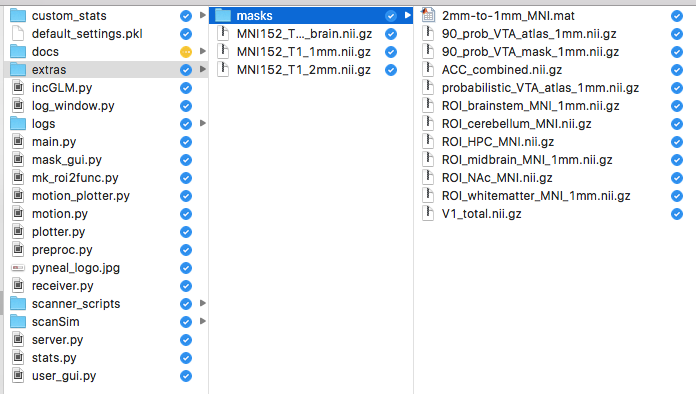 custom_stats
default_settings.pkl
docs
extras
incGLM.py
log_window.py
logs
main.py
mask_gui.py
mk_roi2func.py
motion_plotter.py
motion.py
plotter.py
preproc.py
pyneal_logo.jpg
receiver.py
scanner_scripts
scanSim
server.py
stats.py
user_gui.py
masks
MNI152_T..._brain.nii.gz
MNI152_T1_1mm.nii.gz
MNI152_T1_2mm.nii.gz
2mm-to-1mm_MNI.mat
90_prob_VTA_atlas_1mm.nii.gz
90_prob_VTA_mask_1mm.nii.gz
ACC_combined.nii.gz
probabilistic_VTA_atlas_1mm.nii.gz
ROI_brainstem_MNI_1mm.nii.gz
ROI_cerebellum_MNI.nii.gz
ROI_HPC_MNI.nii.gz
ROI_midbrain_MNI_1mm.nii.gz
ROI_NAc_MNI.nii.gz
ROI_whitematter_MNI_1mm.nii.gz
V1_total.nii.gz